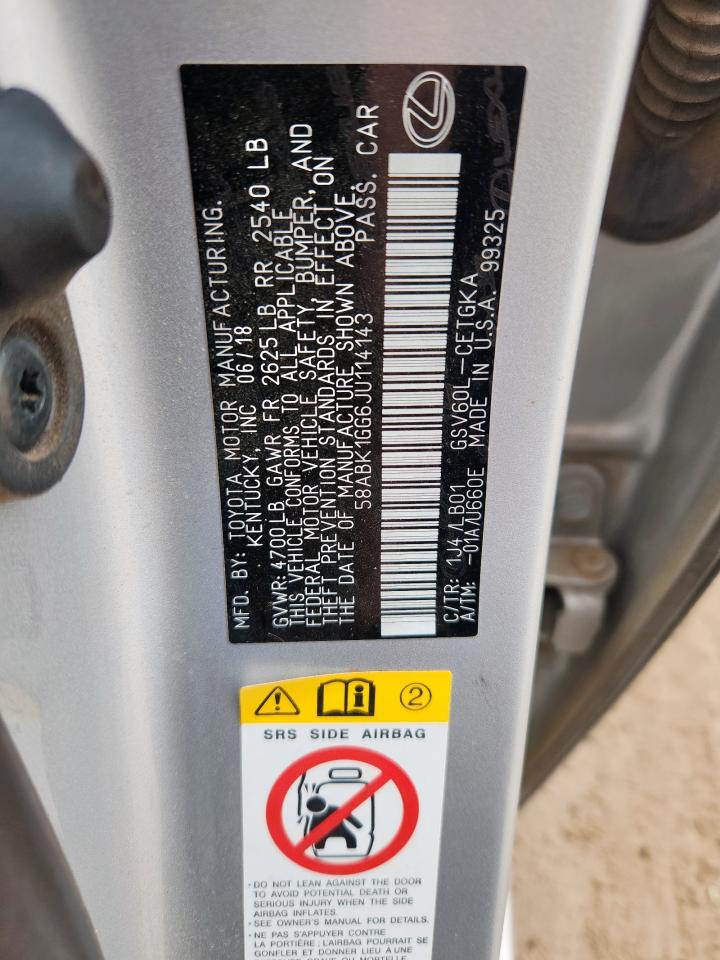 MFD. BY: TOYOTA MOTOR MANUFACTURING.
KENTUCKY, INC 06/18
GVWR: 4700 LB GAWR FR 2625 LB RR 2540 LB
THIS VEHICLE CONFORMS TO ALL APPLICABLE
FEDERAL MOTOR VEHICLE SAFETY, BUMPER, AND
THEFT PREVENTION STANDARDS IN EFFECT ON
THE DATE OF MANUFACTURE SHOWN ABOVE.
58ABK1GG6JU114143 PASS. CAR
C/TR: 1J4/LB01 GSV60L-CETGKA
A/TM: -01A/U660E MADE IN U.S.A. 99325
2
SRS SIDE AIRBAG
· DO NOT LEAN AGAINST THE DOOR
TO AVOID POTENTIAL DEATH OR
SERIOUS INJURY WHEN THE SIDE
AIRBAG INFLATES.
· SEE OWNER'S MANUAL FOR DETAILS.
· NE PAS S'APPUYER CONTRE
LA PORTIÈRE ; L'AIRBAG POURRAIT SE
GONFLER ET DONNER LIEU À UNE